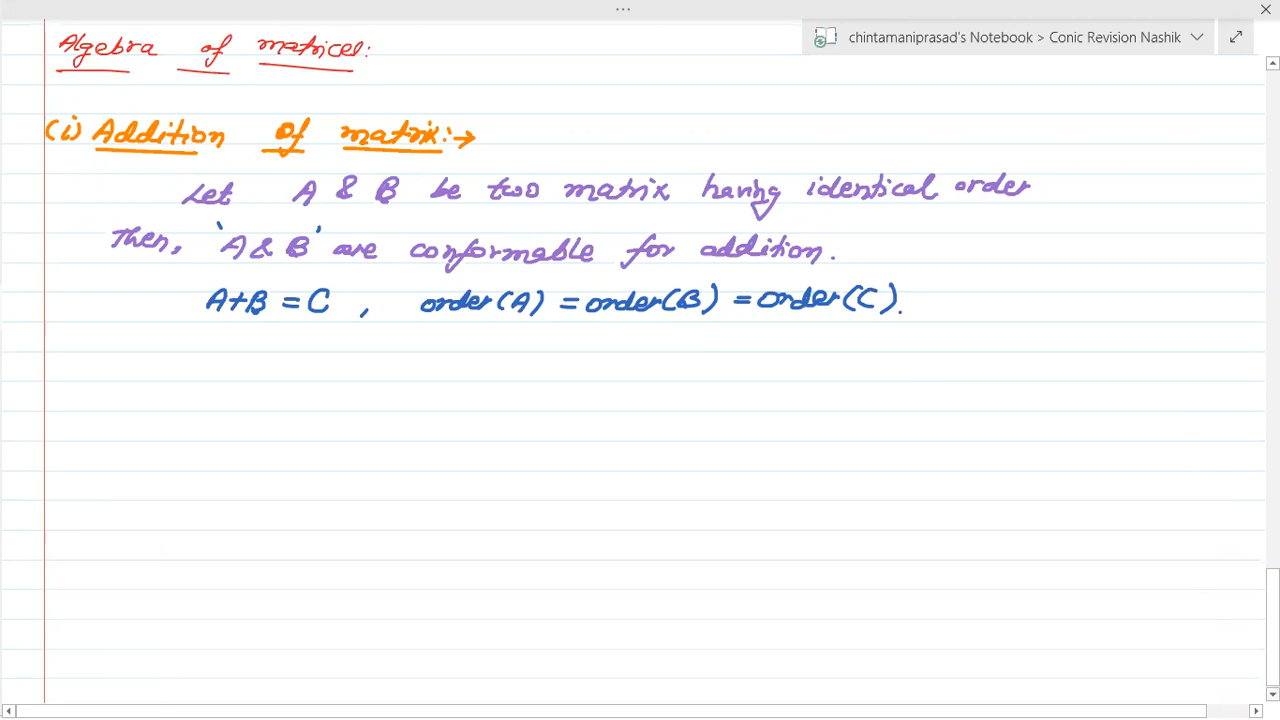 ...
chintamaniprasad's Notebook > Conic Revision Nashik
Algebra of matrices:
(i) Addition of matrix:→
Let A & B be two matrix having identical order
Then, 'A & B' are conformable for addition.
A+B = C , order(A) = order(B) = order(C).